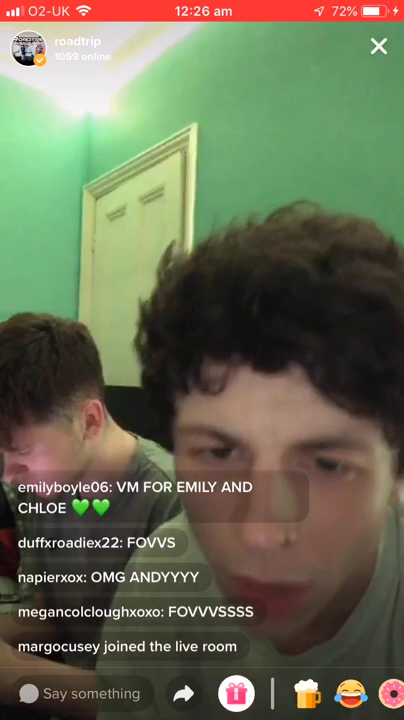 O2-UK 12:26 am 72%
roadtrip
1059 online
emilyboyle06: VM FOR EMILY AND
CHLOE 💚💚
duffxroadiex22: FOVVS
napierxox: OMG ANDYYYY
megancolcloughxoxo: FOVVVSSSS
margocusey joined the live room
Say something